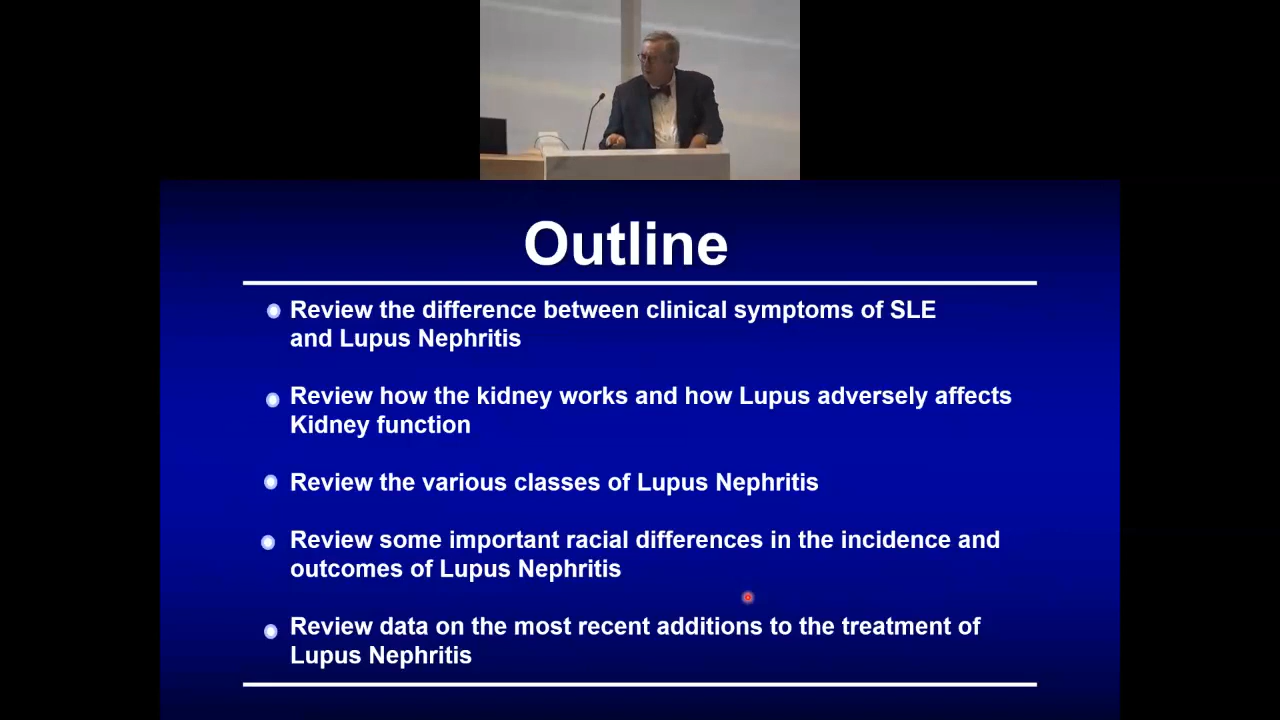 Outline
Review the difference between clinical symptoms of SLE
and Lupus Nephritis
Review how the kidney works and how Lupus adversely affects
Kidney function
Review the various classes of Lupus Nephritis
Review some important racial differences in the incidence and
outcomes of Lupus Nephritis
Review data on the most recent additions to the treatment of
Lupus Nephritis